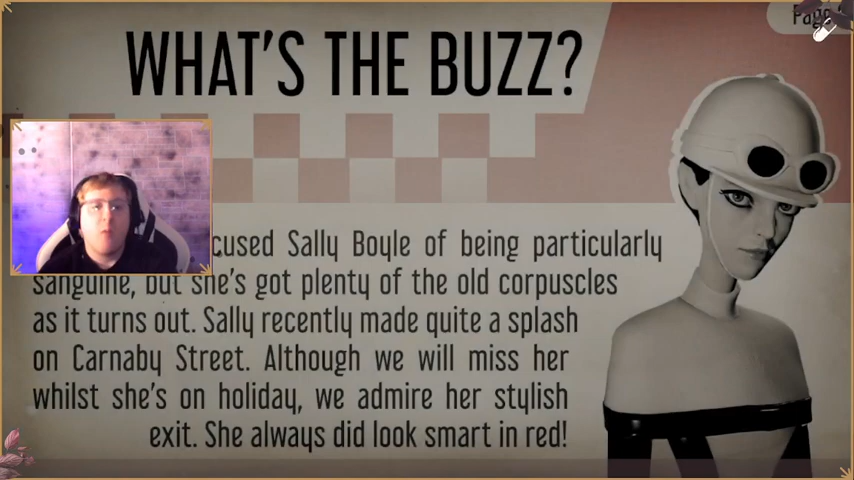 Page
WHAT'S THE BUZZ?
cused Sally Boyle of being particularly
sanguine, but she's got plenty of the old corpuscles
as it turns out. Sally recently made quite a splash
on Carnaby Street. Although we will miss her
whilst she's on holiday, we admire her stylish
exit. She always did look smart in red!